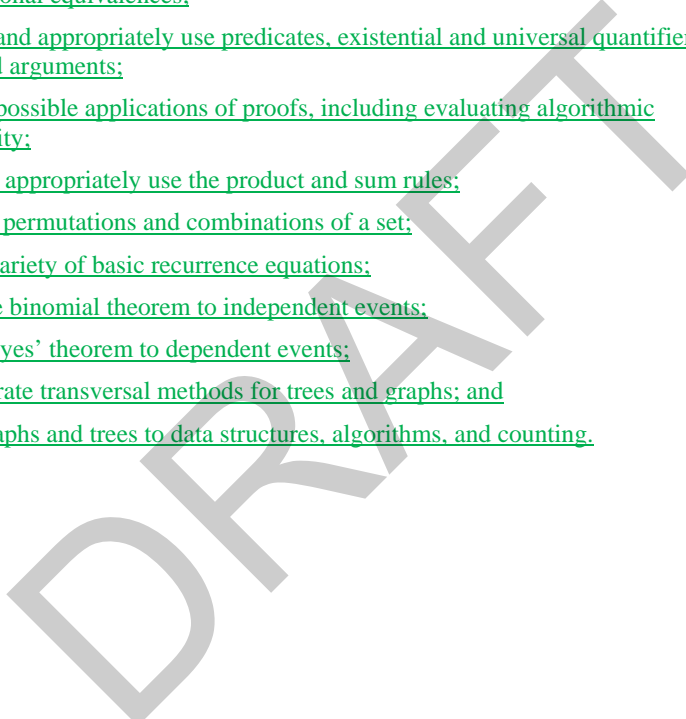 onal equivalences;
and appropriately use predicates, existential and universal quantifier
arguments;
possible applications of proofs, including evaluating algorithmic
ity;
appropriately use the product and sum rules;
permutations and combinations of a set;
ariety of basic recurrence equations;
e binomial theorem to independent events;
yes’ theorem to dependent events;
rate transversal methods for trees and graphs; and
aphs and trees to data structures, algorithms, and counting.
DRAFT